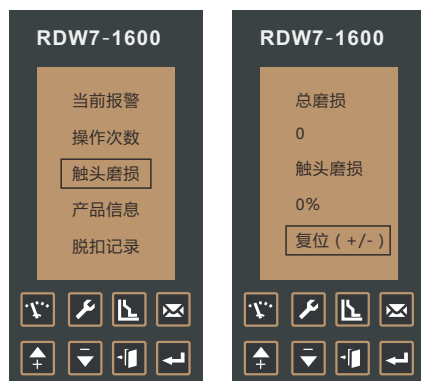 RDW7-1600
当前报警
操作次数
触头磨损
产品信息
脱扣记录
RDW7-1600
总磨损
0
触头磨损
0%
复位（+/-）